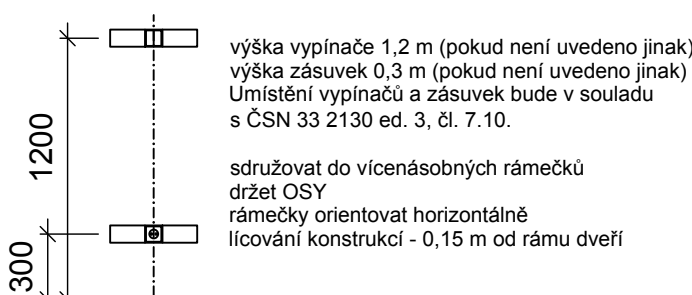 výška vypínače 1,2 m (pokud není uvedeno jinak)
výška zásuvek 0,3 m (pokud není uvedeno jinak)
Umístění vypínačů a zásuvek bude v souladu
s ČSN 33 2130 ed. 3, čl. 7.10.
sdružovat do vícenásobných rámečků
držet OSY
rámečky orientovat horizontálně
lícování konstrukcí - 0,15 m od rámu dveří
1200
300